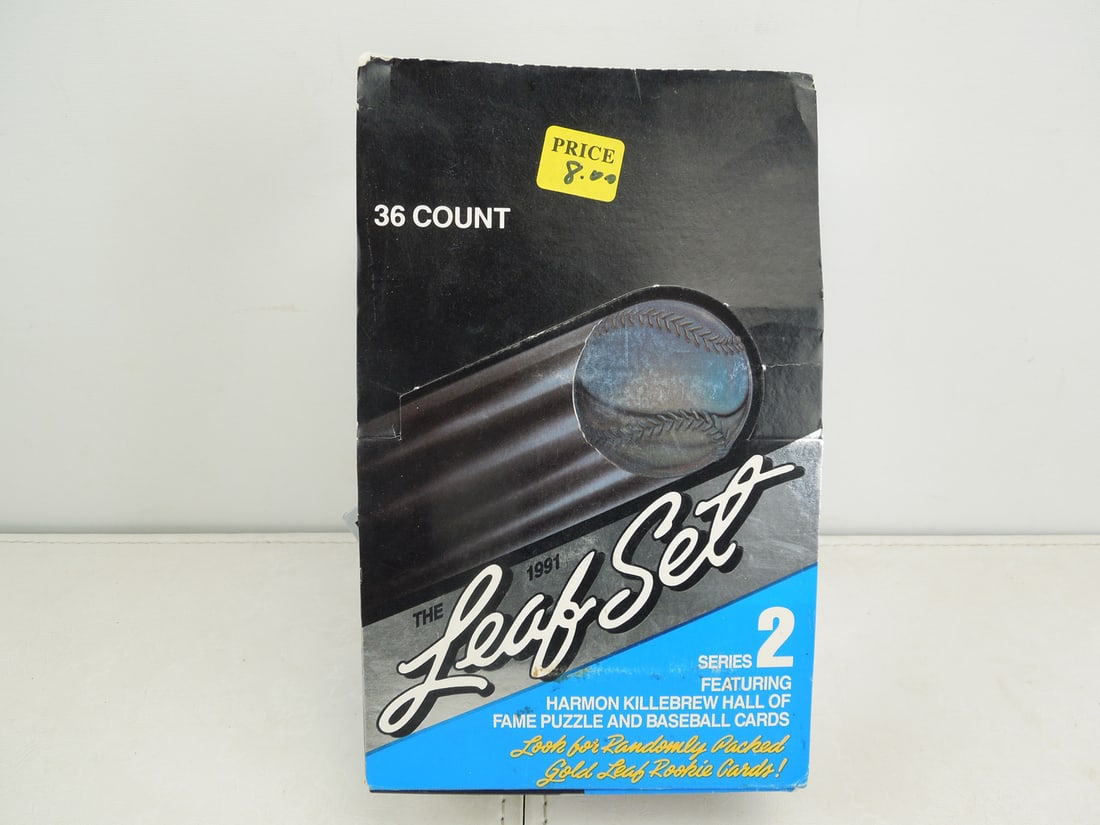 PRICE
8.00
36 COUNT
THE 1991
Leaf Set
SERIES 2
FEATURING
HARMON KILLEBREW HALL OF
FAME PUZZLE AND BASEBALL CARDS
Look for Randomly Packed
Gold Leaf Rookie Cards!